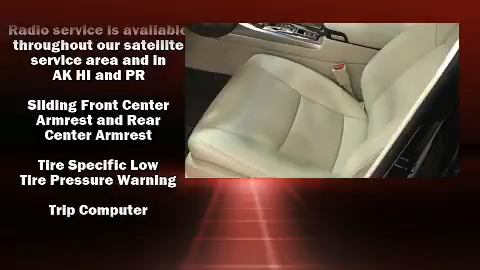 Radio service is available
throughout our satellite
service area and in
AK HI and PR
Sliding Front Center
Armrest and Rear
Center Armrest
Tire Specific Low
Tire Pressure Warning
Trip Computer